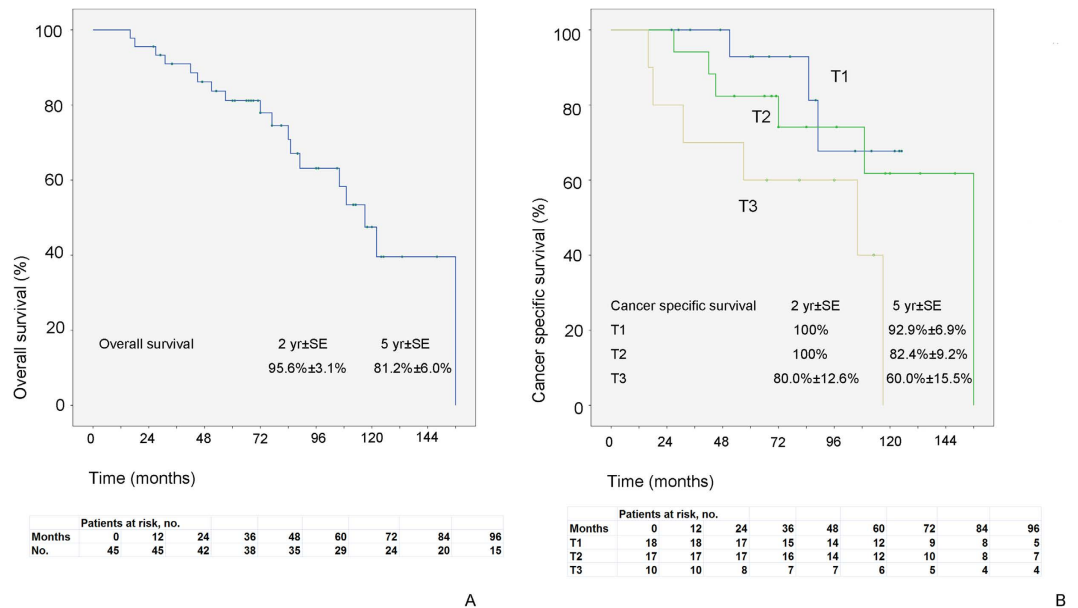 100
80
60
40
20
0
Overall survival (%)
Overall survival 2 yr±SE 5 yr±SE
95.6%±3.1% 81.2%±6.0%
0 24 48 72 96 120 144
Time (months)
Patients at risk, no.
Months 0 12 24 36 48 60 72 84 96
No. 45 45 42 38 35 29 24 20 15
A
100
80
60
40
20
0
Cancer specific survival (%)
T1
T2
T3
Cancer specific survival 2 yr±SE 5 yr±SE
T1 100% 92.9%±6.9%
T2 100% 82.4%±9.2%
T3 80.0%±12.6% 60.0%±15.5%
0 24 48 72 96 120 144
Time (months)
Patients at risk, no.
Months 0 12 24 36 48 60 72 84 96
T1 18 18 17 15 14 12 9 8 5
T2 17 17 17 16 14 12 10 8 7
T3 10 10 8 7 7 6 5 4 4
B